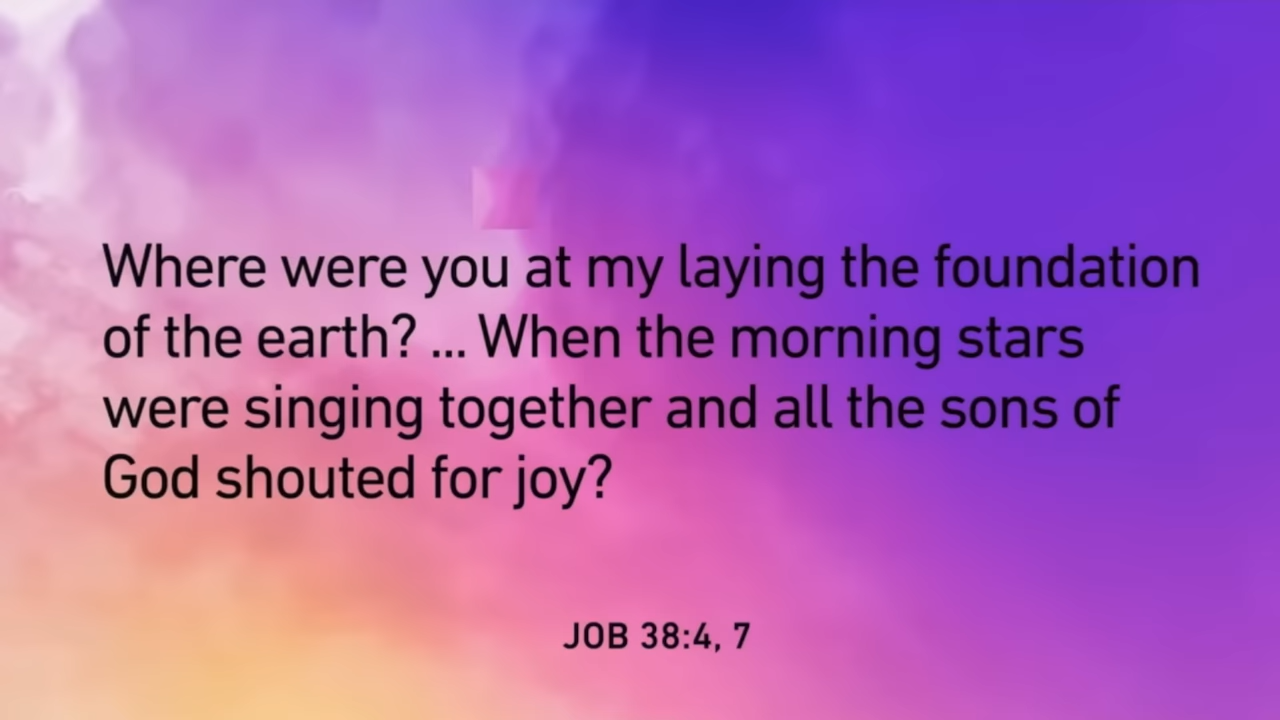 Where were you at my laying the foundation
of the earth? ... When the morning stars
were singing together and all the sons of
God shouted for joy?
JOB 38:4, 7